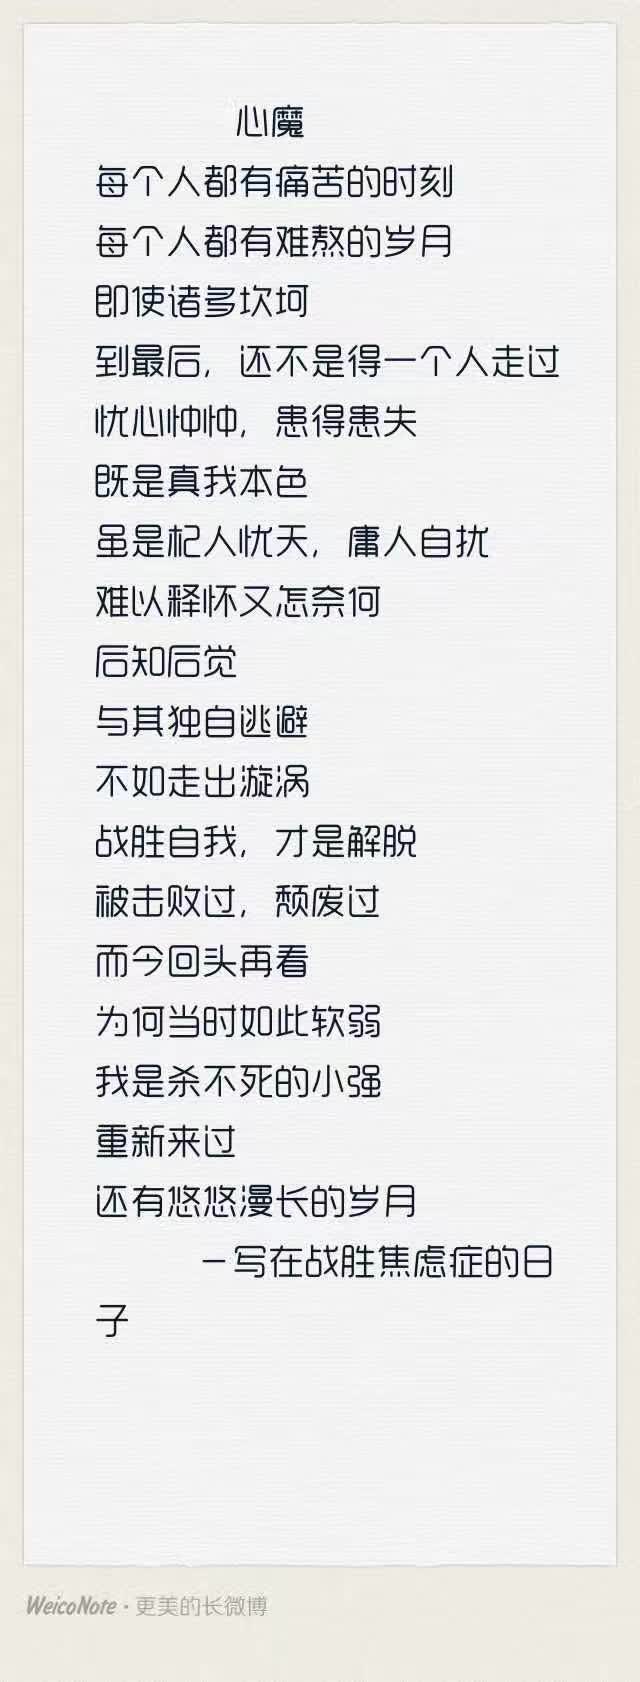 心魔
每个人都有痛苦的时刻
每个人都有难熬的岁月
即使诸多坎坷
到最后，还不是得一个人走过
忧心忡忡，患得患失
既是真我本色
虽是杞人忧天，庸人自扰
难以释怀又怎奈何
后知后觉
与其独自逃避
不如走出漩涡
战胜自我，才是解脱
被击败过，颓废过
而今回头再看
为何当时如此软弱
我是杀不死的小强
重新来过
还有悠悠漫长的岁月
－写在战胜焦虑症的日
子
WeicoNote · 更美的长微博